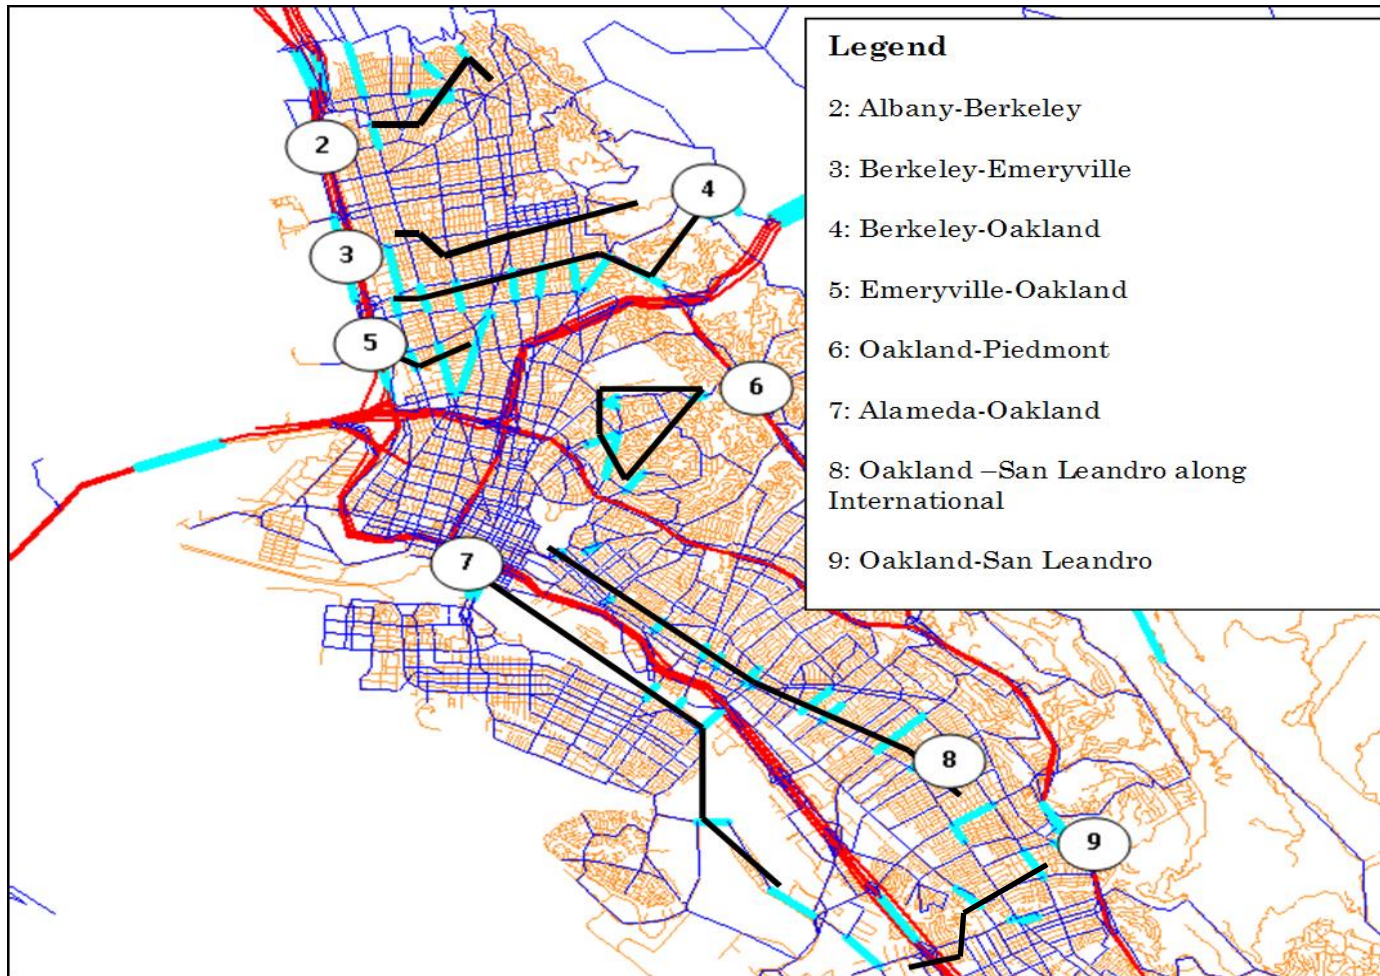 Legend
2: Albany-Berkeley
3: Berkeley-Emeryville
4: Berkeley-Oakland
5: Emeryville-Oakland
6: Oakland-Piedmont
7: Alameda-Oakland
8: Oakland –San Leandro along
International
9: Oakland-San Leandro
2
4
3
5
6
7
8
9